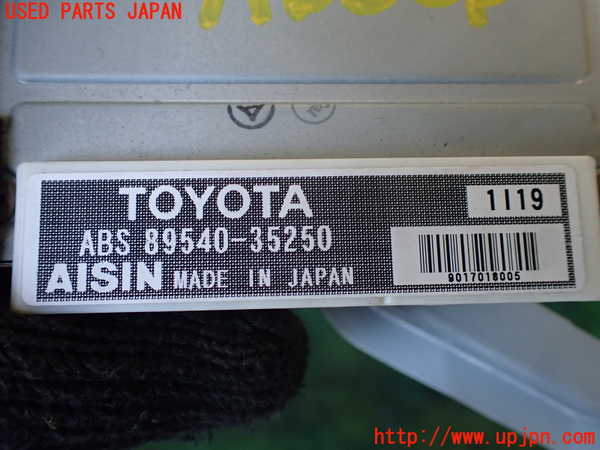 USED PARTS JAPAN
A
TOYOTA
1I19
ABS 89540-35250
9017018005
AISIN MADE IN JAPAN
http://www.upjpn.com